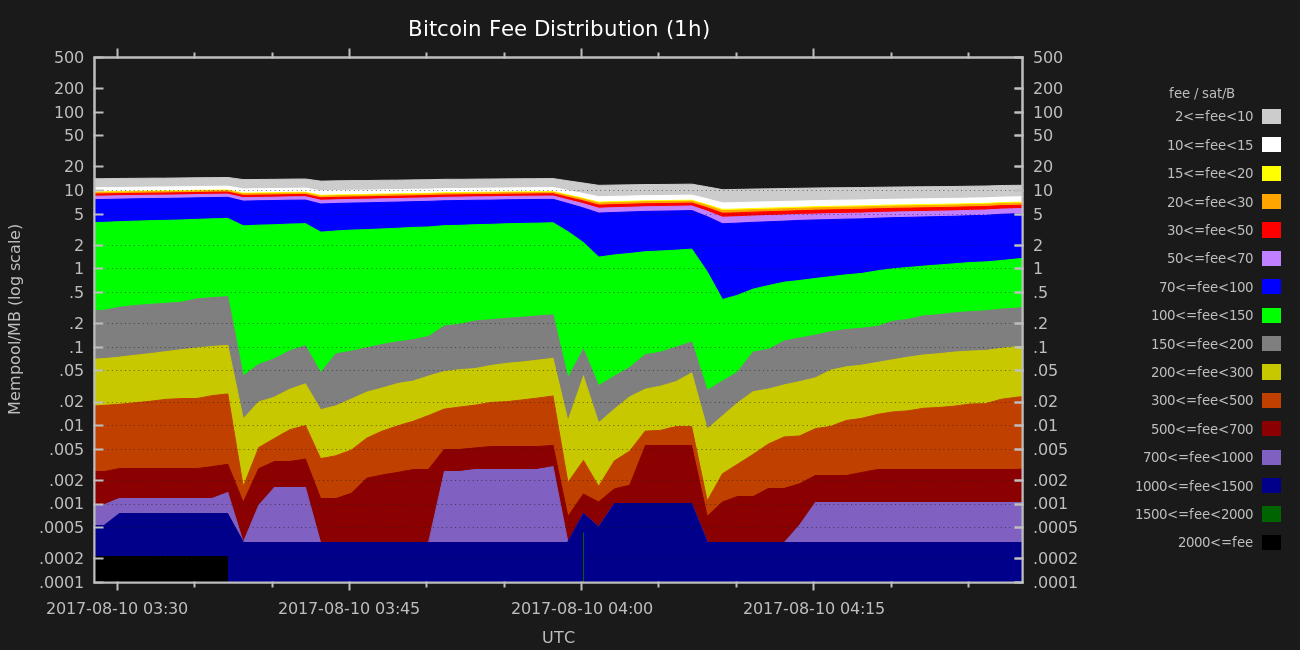 Bitcoin Fee Distribution (1h)
Mempool/MB (log scale)
500
200
100
50
20
10
5
2
1
.5
.2
.1
.05
.02
.01
.005
.002
.001
.0005
.0002
.0001
500
200
100
50
20
10
5
2
1
.5
.2
.1
.05
.02
.01
.005
.002
.001
.0005
.0002
.0001
2017-08-10 03:30
2017-08-10 03:45
2017-08-10 04:00
2017-08-10 04:15
UTC
fee / sat/B
2<=fee<10
10<=fee<15
15<=fee<20
20<=fee<30
30<=fee<50
50<=fee<70
70<=fee<100
100<=fee<150
150<=fee<200
200<=fee<300
300<=fee<500
500<=fee<700
700<=fee<1000
1000<=fee<1500
1500<=fee<2000
2000<=fee